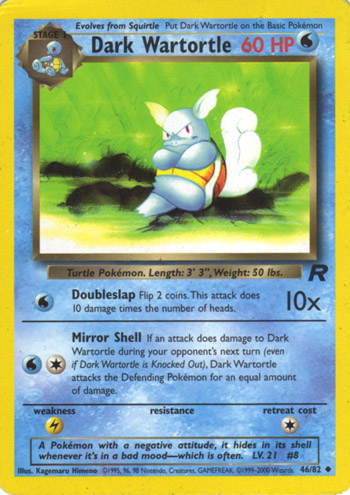 Evolves from Squirtle Put Dark Wartortle on the Basic Pokémon
STAGE 1
Dark Wartortle 60 HP
Turtle Pokémon. Length: 3' 3", Weight: 50 lbs.
R
Doubleslap Flip 2 coins. This attack does
10 damage times the number of heads.
10x
Mirror Shell If an attack does damage to Dark
Wartortle during your opponent's next turn (even
if Dark Wartortle is Knocked Out), Dark Wartortle
attacks the Defending Pokémon for an equal
amount of damage.
weakness resistance retreat cost
A Pokémon with a negative attitude, it hides in its shell
whenever it's in a bad mood—which is often. LV. 21 #8
Illus. Kagemaru Himeno ©1995, 96, 98 Nintendo, Creatures, GAMEFREAK. ©1999-2000 Wizards. 46/82